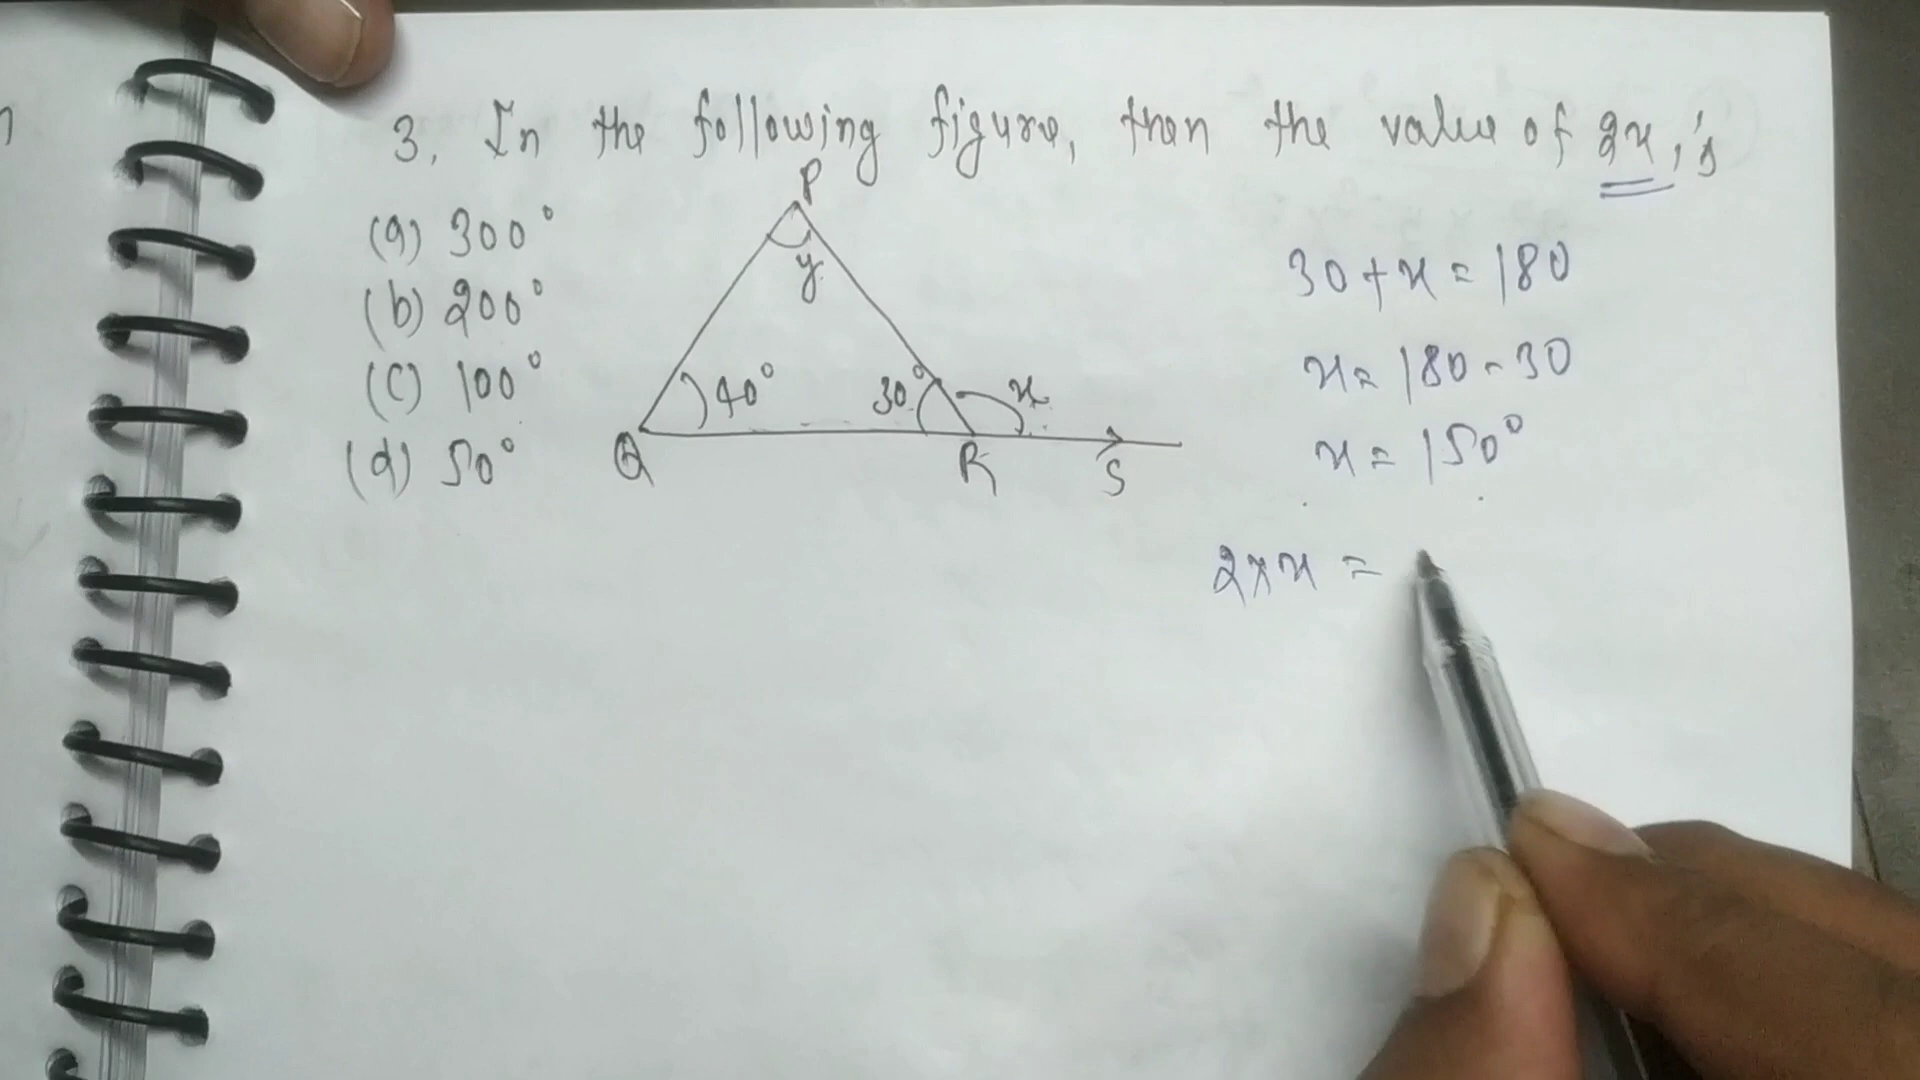 3. In the following figure, then the value of 2x, is
(a) 300°
(b) 200°
(c) 100°
(d) 50°
P
y
40°
30°
x
Q
R
S
30 + x = 180
x = 180 - 30
x = 150°
2 × x =